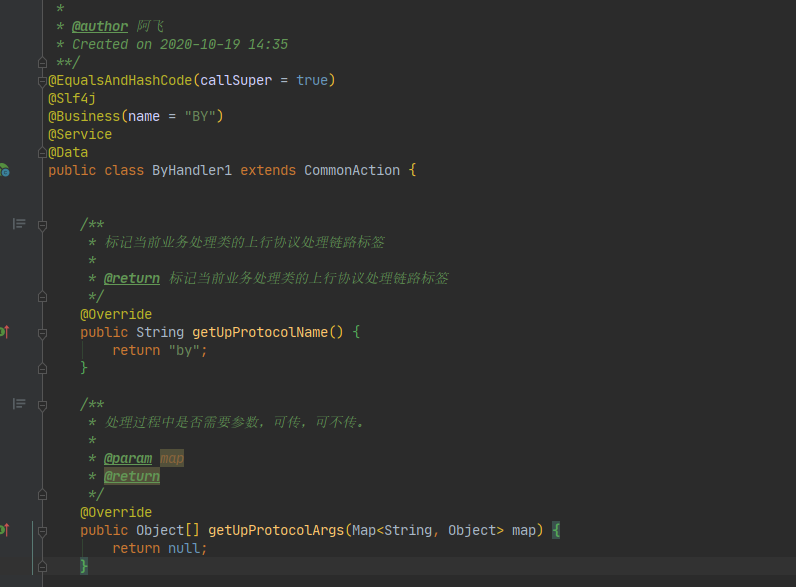 *
* @author 阿飞
* Created on 2020-10-19 14:35
**/
@EqualsAndHashCode(callSuper = true)
@Slf4j
@Business(name = "BY")
@Service
@Data
public class ByHandler1 extends CommonAction {
/**
* 标记当前业务处理类的上行协议处理链路标签
*
* @return 标记当前业务处理类的上行协议处理链路标签
*/
@Override
public String getUpProtocolName() {
return "by";
}
/**
* 处理过程中是否需要参数，可传，可不传。
*
* @param map
* @return
*/
@Override
public Object[] getUpProtocolArgs(Map<String, Object> map) {
return null;
}